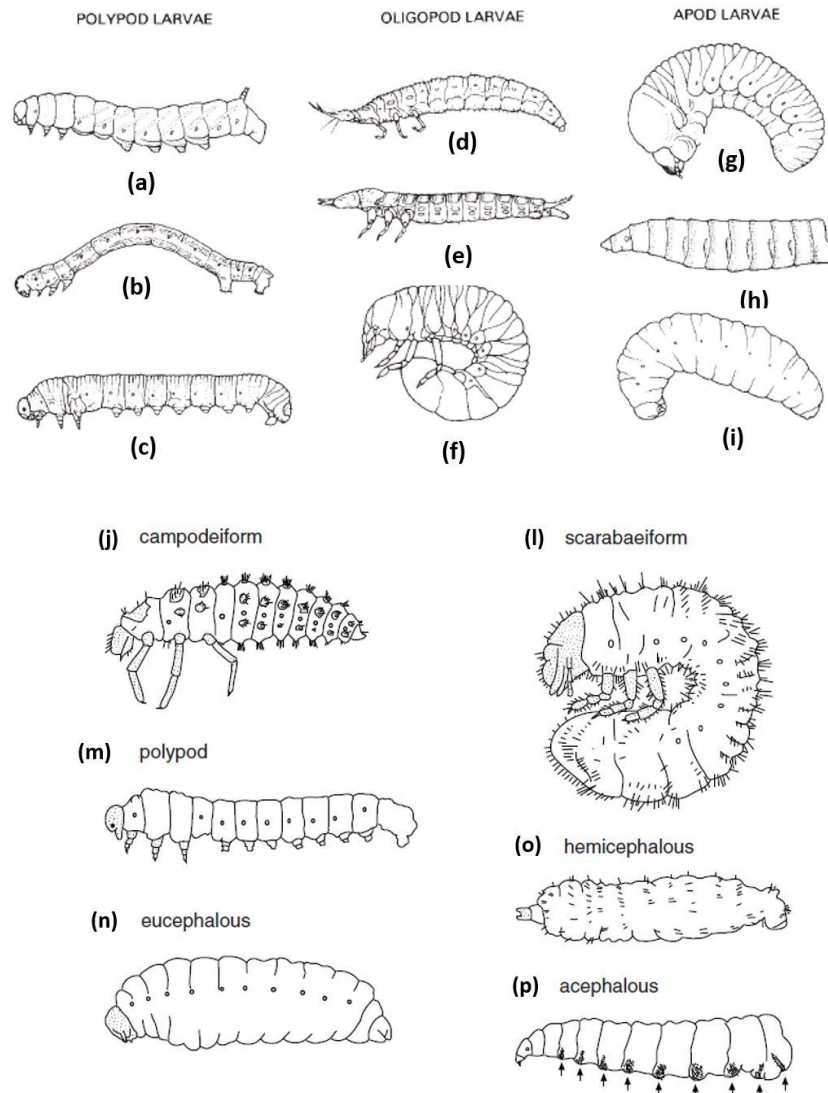 POLYPOD LARVAE
OLIGOPOD LARVAE
APOD LARVAE
(a)
(d)
(g)
(b)
(e)
(h)
(c)
(f)
(i)
(j) campodeiform
(l) scarabaeiform
(m) polypod
(o) hemicephalous
(n) eucephalous
(p) acephalous